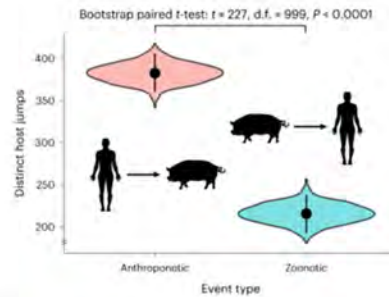 Bootstrap paired t-test: t = 227, d.f. = 999, P < 0.0001
400
350
300
250
200
Distinct host jumps
Anthroponotic
Zoonotic
Event type